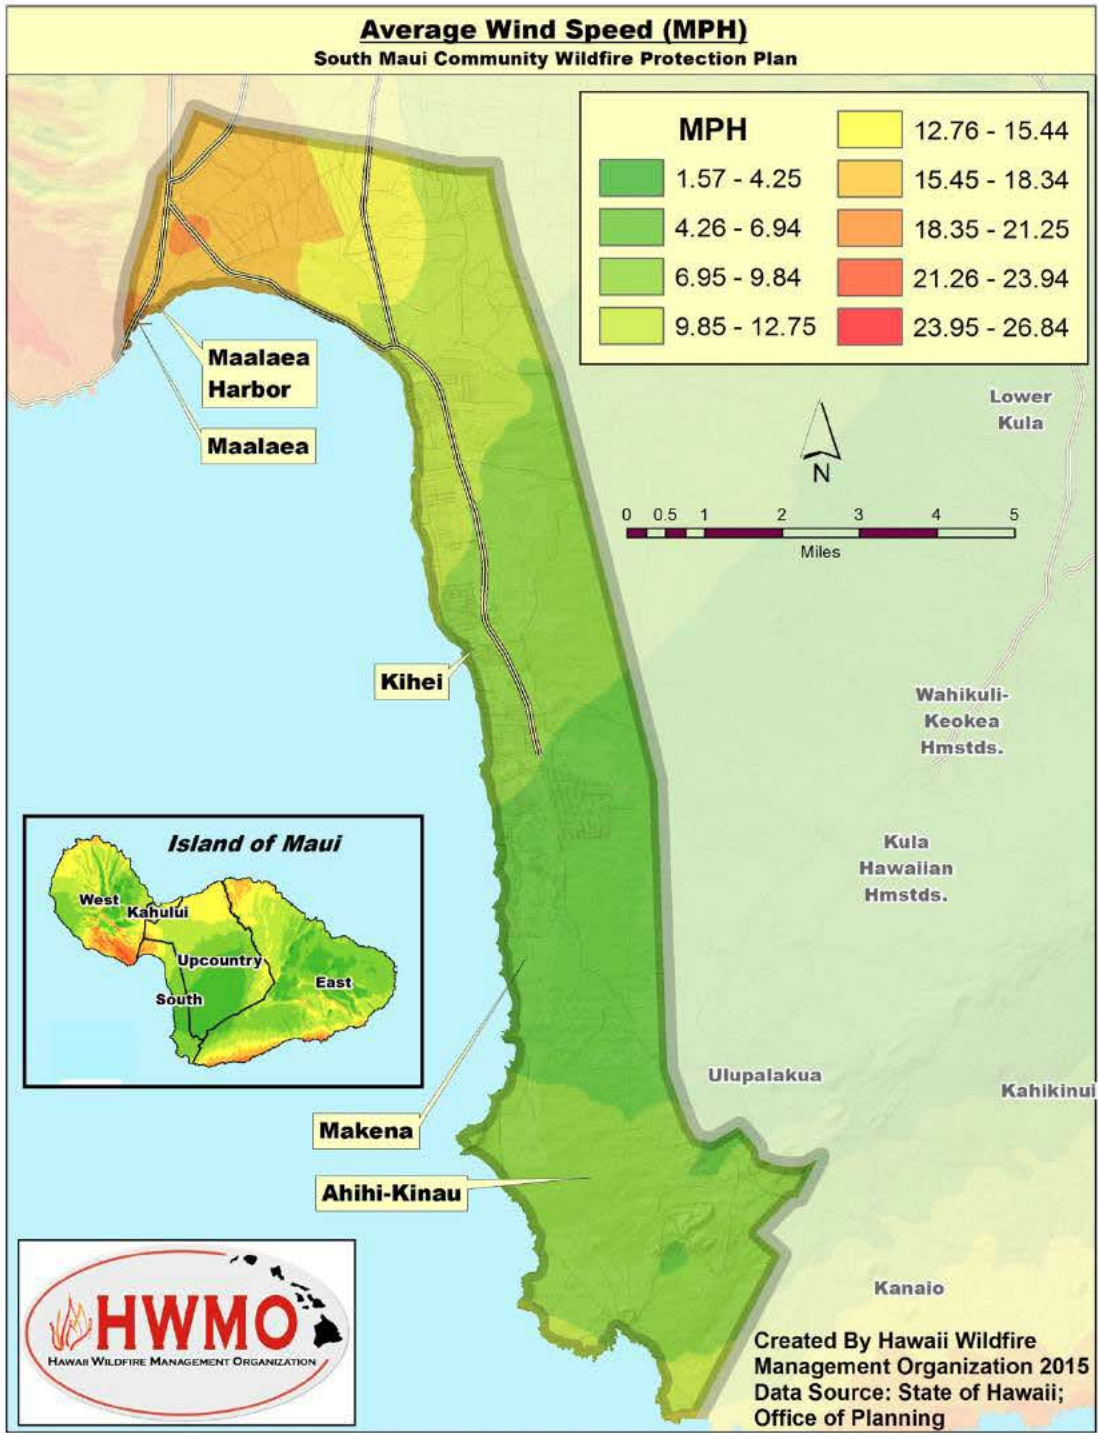 Average Wind Speed (MPH)
South Maui Community Wildfire Protection Plan
MPH
1.57 - 4.25
4.26 - 6.94
6.95 - 9.84
9.85 - 12.75
12.76 - 15.44
15.45 - 18.34
18.35 - 21.25
21.26 - 23.94
23.95 - 26.84
Maalaea
Harbor
Maalaea
Lower
Kula
N
0 0.5 1 2 3 4 5
Miles
Kihei
Wahikuli-
Keokea
Hmstds.
Kula
Hawaiian
Hmstds.
Island of Maui
West
Kahului
Upcountry
East
South
Ulupalakua
Kahikinui
Makena
Ahihi-Kinau
Kanaio
HWMO
HAWAII WILDFIRE MANAGEMENT ORGANIZATION
Created By Hawaii Wildfire
Management Organization 2015
Data Source: State of Hawaii;
Office of Planning